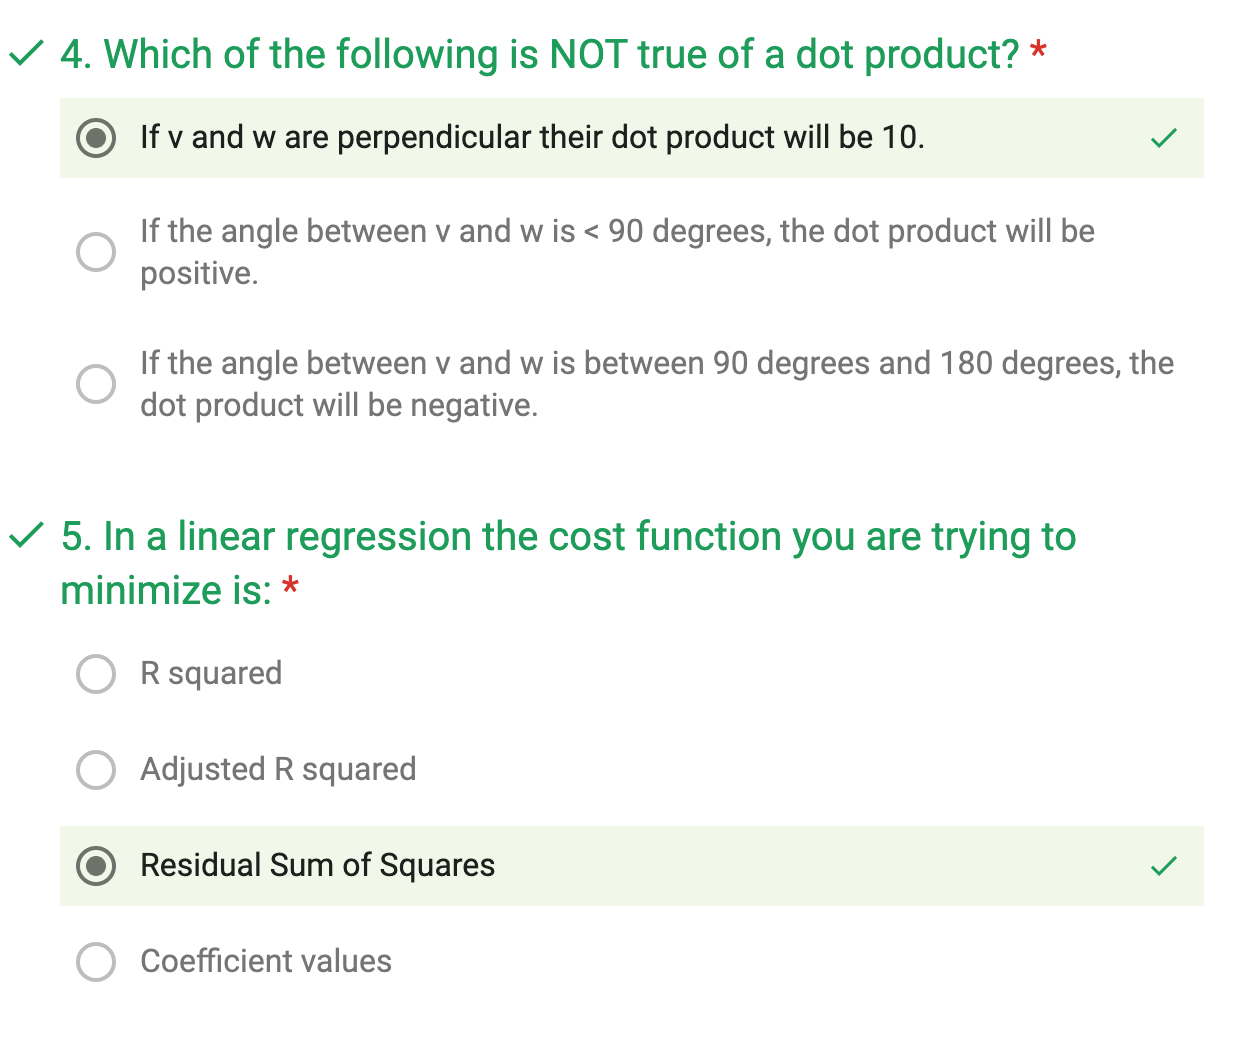 4. Which of the following is NOT true of a dot product? *
If v and w are perpendicular their dot product will be 10.
If the angle between v and w is < 90 degrees, the dot product will be
positive.
If the angle between v and w is between 90 degrees and 180 degrees, the
dot product will be negative.
5. In a linear regression the cost function you are trying to
minimize is: *
R squared
Adjusted R squared
Residual Sum of Squares
Coefficient values